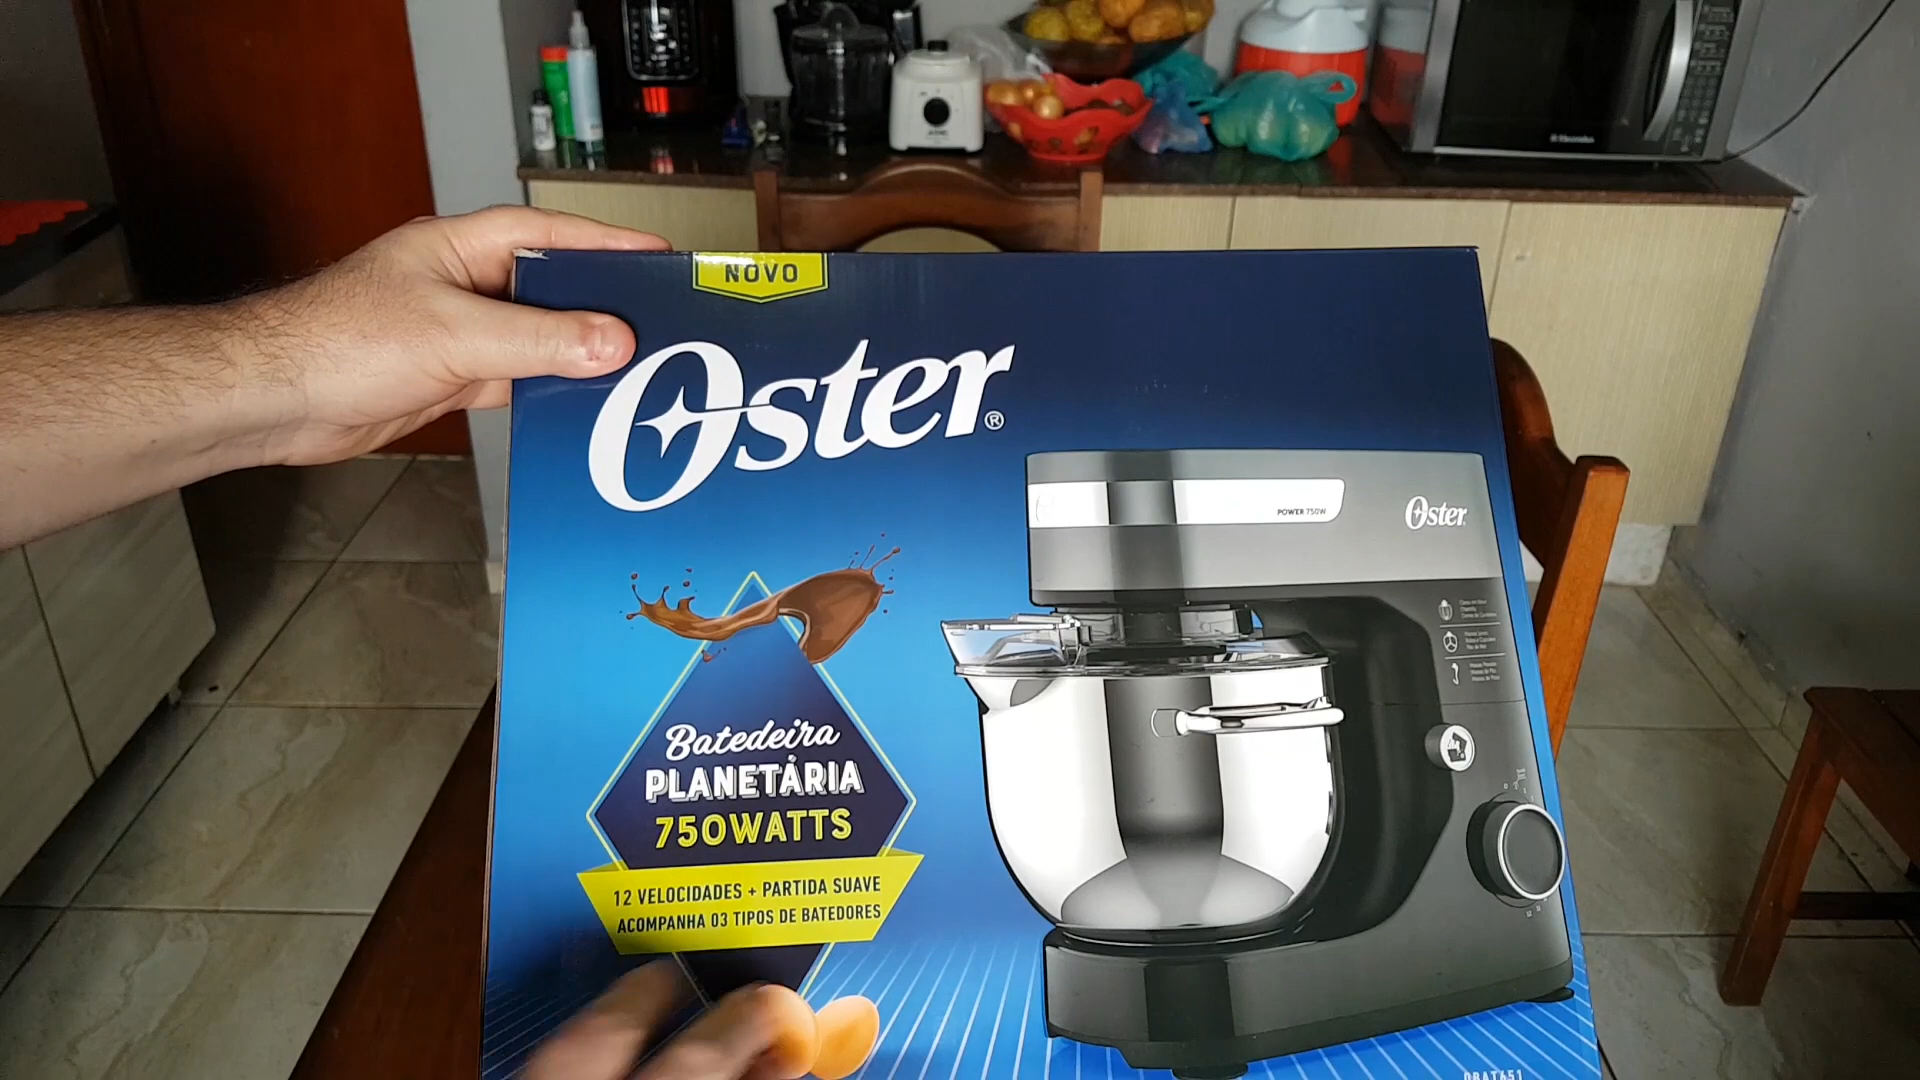 NOVO
Oster®
POWER 750W
Oster
Batedeira
PLANETÁRIA
750WATTS
12 VELOCIDADES + PARTIDA SUAVE
ACOMPANHA 03 TIPOS DE BATEDORES